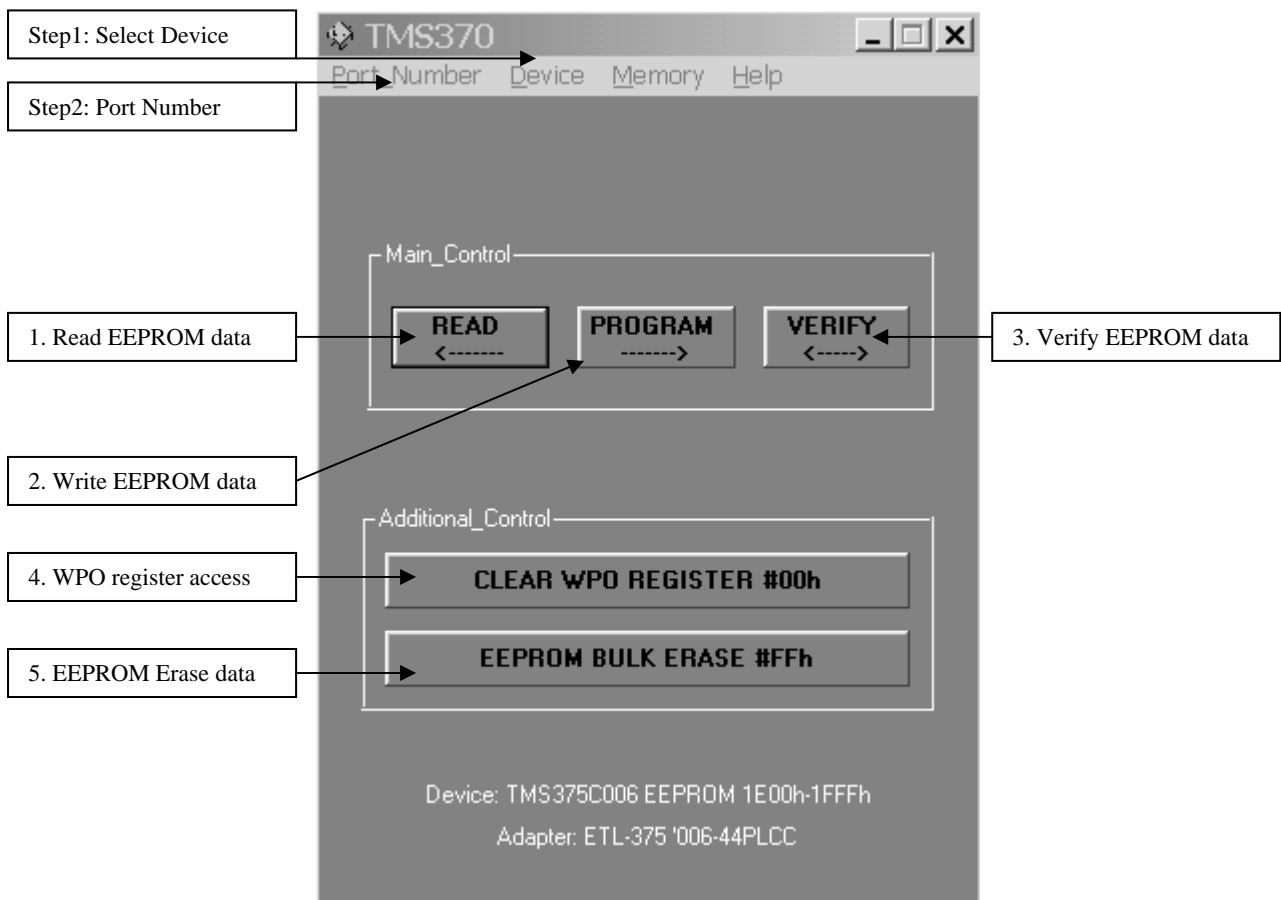 Step1: Select Device
TMS370
Port_Number Device Memory Help
Step2: Port Number
Main_Control
1. Read EEPROM data
READ
<-------
PROGRAM
------->
VERIFY
<----->
3. Verify EEPROM data
2. Write EEPROM data
Additional_Control
4. WPO register access
CLEAR WPO REGISTER #00h
5. EEPROM Erase data
EEPROM BULK ERASE #FFh
Device: TMS375C006 EEPROM 1E00h-1FFFh
Adapter: ETL-375 '006-44PLCC